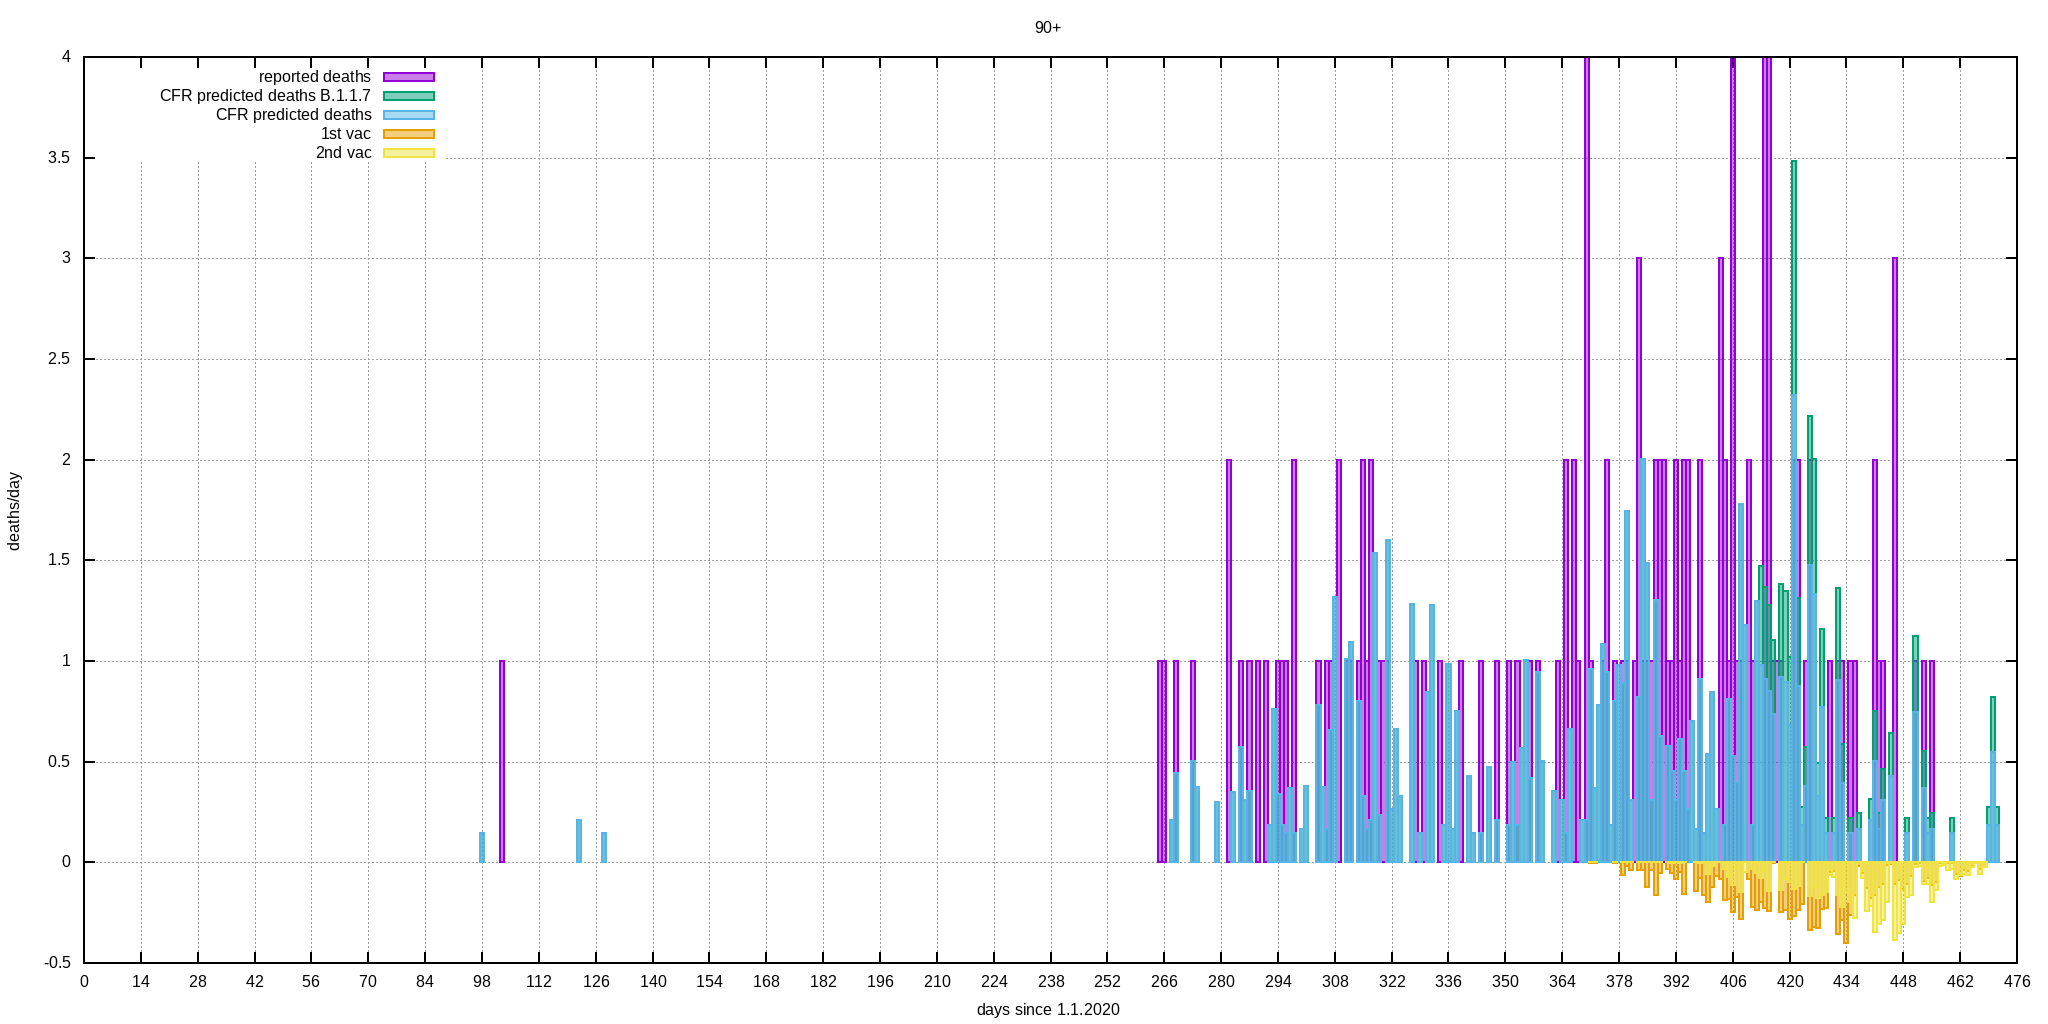 90+
reported deaths
CFR predicted deaths B.1.1.7
CFR predicted deaths
1st vac
2nd vac
4
3.5
3
2.5
2
1.5
1
0.5
0
-0.5
deaths/day
0 14 28 42 56 70 84 98 112 126 140 154 168 182 196 210 224 238 252 266 280 294 308 322 336 350 364 378 392 406 420 434 448 462 476
days since 1.1.2020